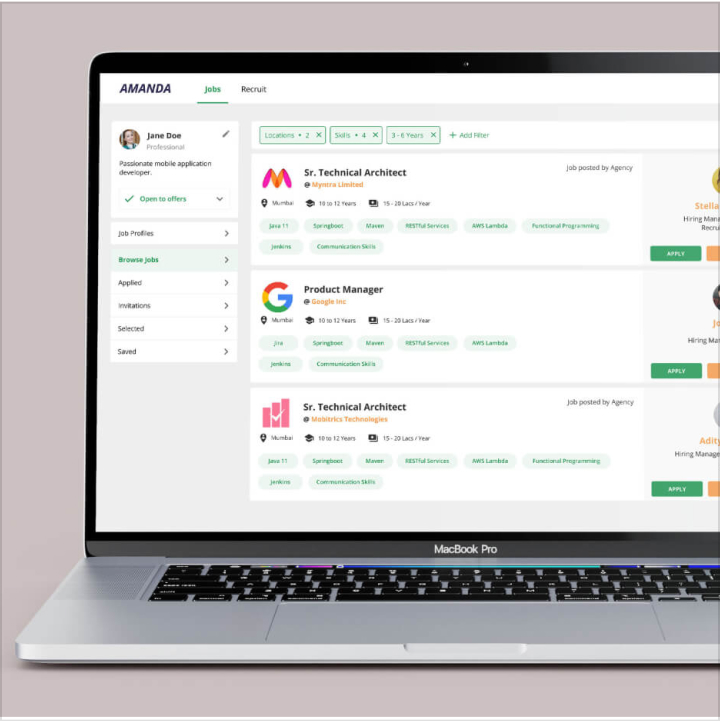 AMANDA
Jobs
Recruit
Jane Doe
Professional
Passionate mobile application
developer.
Open to offers
Job Profiles
Browse Jobs
Applied
Invitations
Selected
Saved
Locations • 2 X
Skills • 4 X
3 - 6 Years X
+ Add Filter
Sr. Technical Architect
@ Myntra Limited
Job posted by Agency
Mumbai
10 to 12 Years
15 - 20 Lacs / Year
Java 11
Springboot
Maven
RESTful Services
AWS Lambda
Functional Programming
Jenkins
Communication Skills
Stella
Hiring Mana
Recrui
APPLY
Product Manager
@ Google Inc
Mumbai
10 to 12 Years
15 - 20 Lacs / Year
Jira
Springboot
Maven
RESTful Services
AWS Lambda
Jenkins
Communication Skills
Jo
Hiring Ma
APPLY
Sr. Technical Architect
@ Mobitrics Technologies
Job posted by Agency
Mumbai
10 to 12 Years
15 - 20 Lacs / Year
Java 11
Springboot
Maven
RESTful Services
AWS Lambda
Functional Programming
Jenkins
Communication Skills
Adity
Hiring Manage
APPLY
MacBook Pro